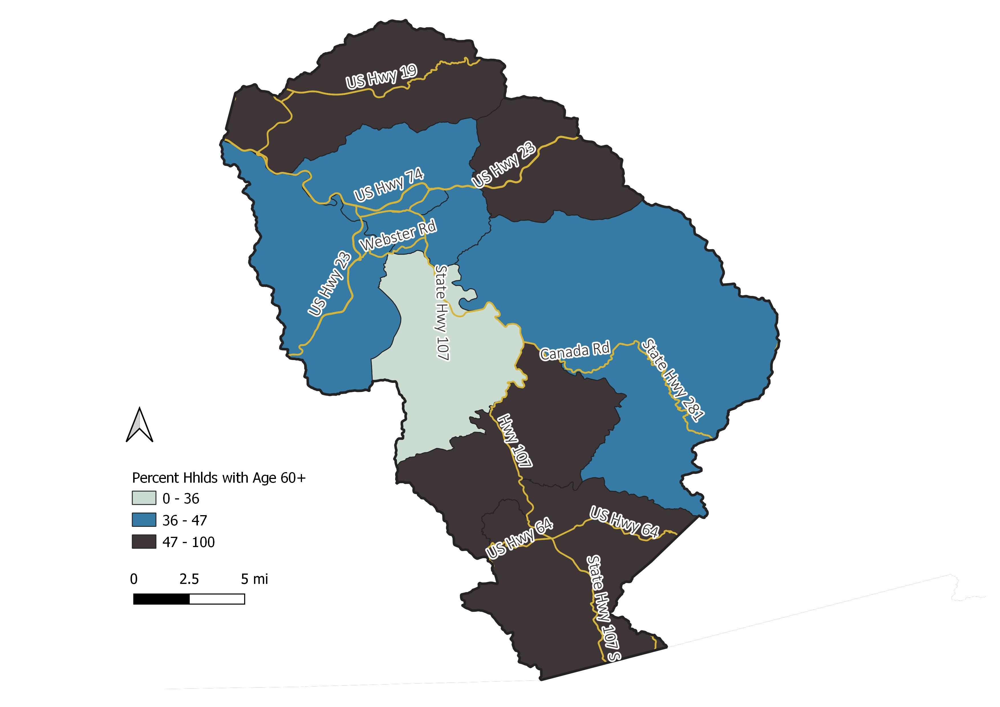 US Hwy 19
US Hwy 23
US Hwy 74
Webster Rd
US Hwy 23
State Hwy 107
Canada Rd
State Hwy 281
Hwy 107
US Hwy 64
US Hwy 64
State Hwy 107 S
Percent Hhlds with Age 60+
0 - 36
36 - 47
47 - 100
0 2.5 5 mi